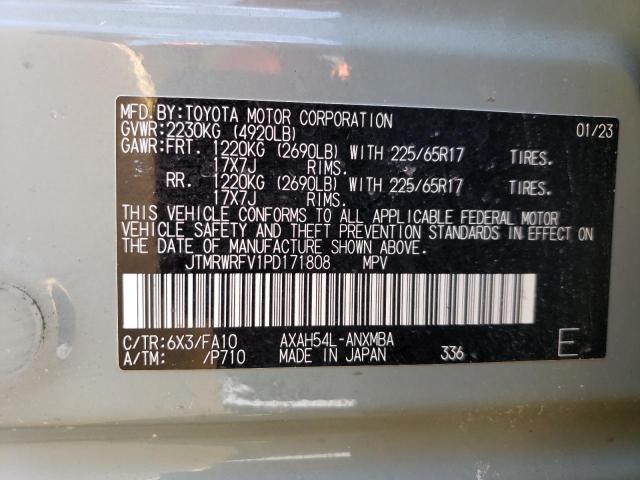 MFD.BY:TOYOTA MOTOR CORPORATION 01/23
GVWR:2230KG (4920LB)
GAWR:FRT. 1220KG (2690LB) WITH 225/65R17 TIRES.
17X7J RIMS.
RR. 1220KG (2690LB) WITH 225/65R17 TIRES.
17X7J RIMS.
THIS VEHICLE CONFORMS TO ALL APPLICABLE FEDERAL MOTOR
VEHICLE SAFETY AND THEFT PREVENTION STANDARDS IN EFFECT ON
THE DATE OF MANUFACTURE SHOWN ABOVE.
JTMRWRFV1PD171808 MPV
C/TR:6X3/FA10 AXAH54L-ANXMBA
A/TM: /P710 MADE IN JAPAN 336 E